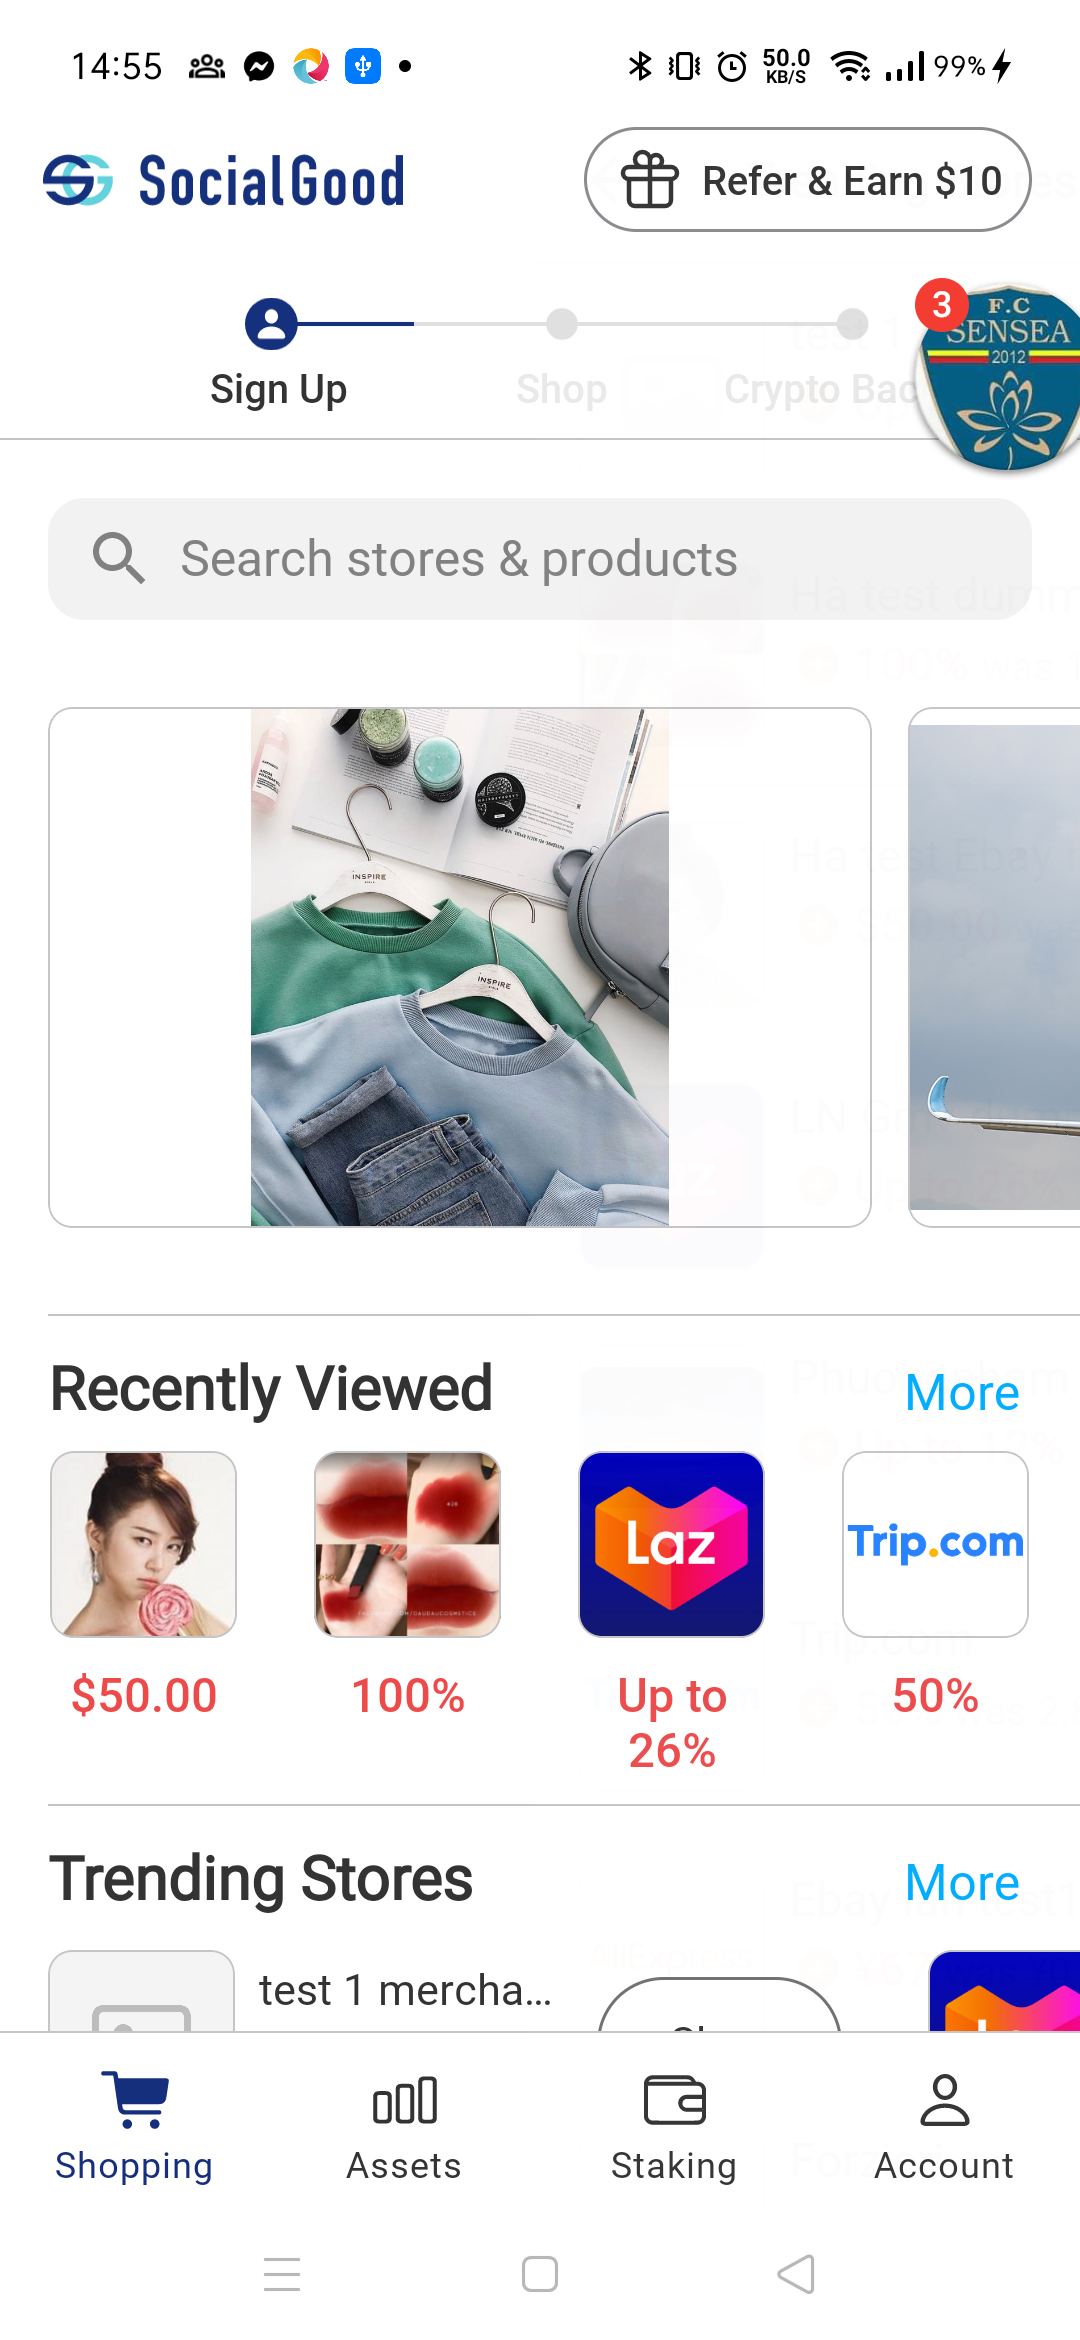 14:55
50.0
KB/S
99%
SocialGood
Refer & Earn $10
3
F.C
SENSEA
2012
Sign Up
Shop
Crypto Bac
Search stores & products
INSPIRE
INSPIRE
Recently Viewed
More
Laz
Trip.com
$50.00
100%
Up to
26%
50%
Trending Stores
More
test 1 mercha...
Shopping
Assets
Staking
Account